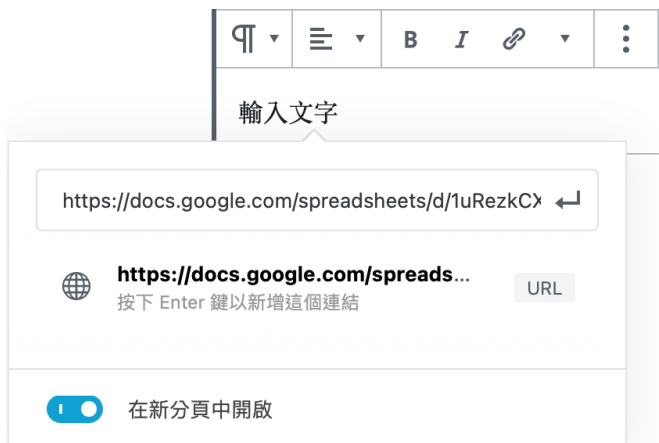 B I
輸入文字
https://docs.google.com/spreadsheets/d/1uRezkCX
https://docs.google.com/spreads...
URL
按下 Enter 鍵以新增這個連結
在新分頁中開啟